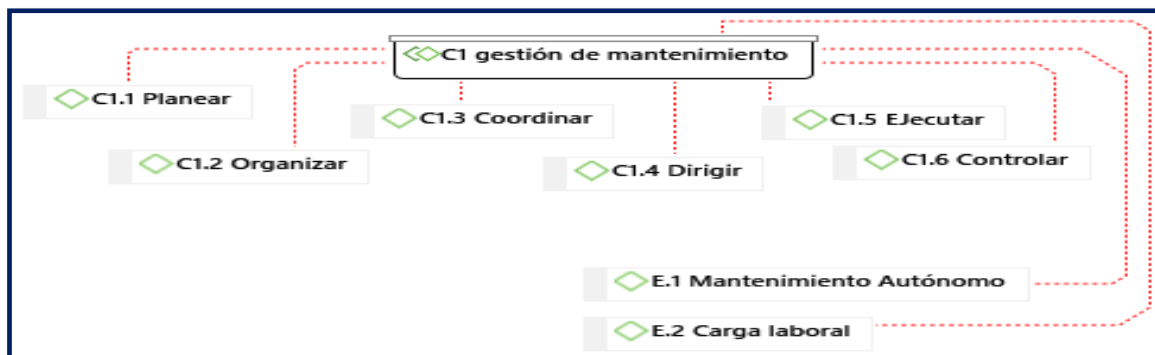 C1 gestión de mantenimiento
C1.1 Planear
C1.2 Organizar
C1.3 Coordinar
C1.4 Dirigir
C1.5 EJecutar
C1.6 Controlar
E.1 Mantenimiento Autónomo
E.2 Carga laboral